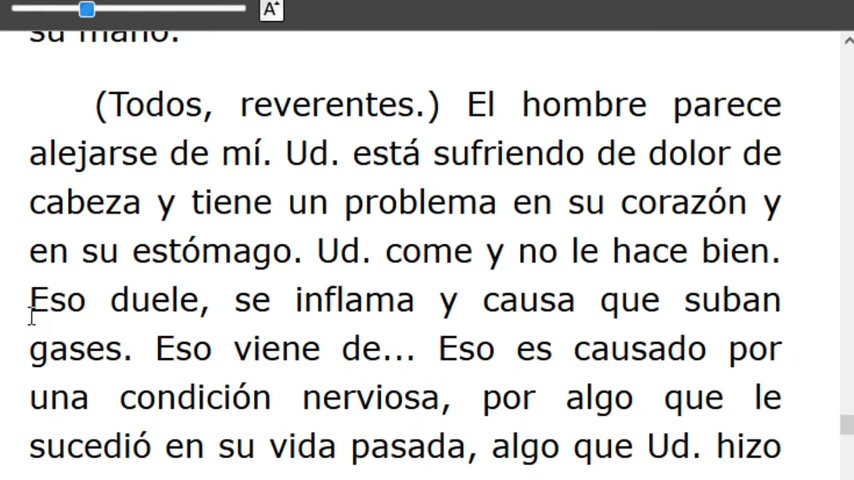 su mano.
(Todos, reverentes.) El hombre parece
alejarse de mí. Ud. está sufriendo de dolor de
cabeza y tiene un problema en su corazón y
en su estómago. Ud. come y no le hace bien.
Eso duele, se inflama y causa que suban
gases. Eso viene de... Eso es causado por
una condición nerviosa, por algo que le
sucedió en su vida pasada, algo que Ud. hizo